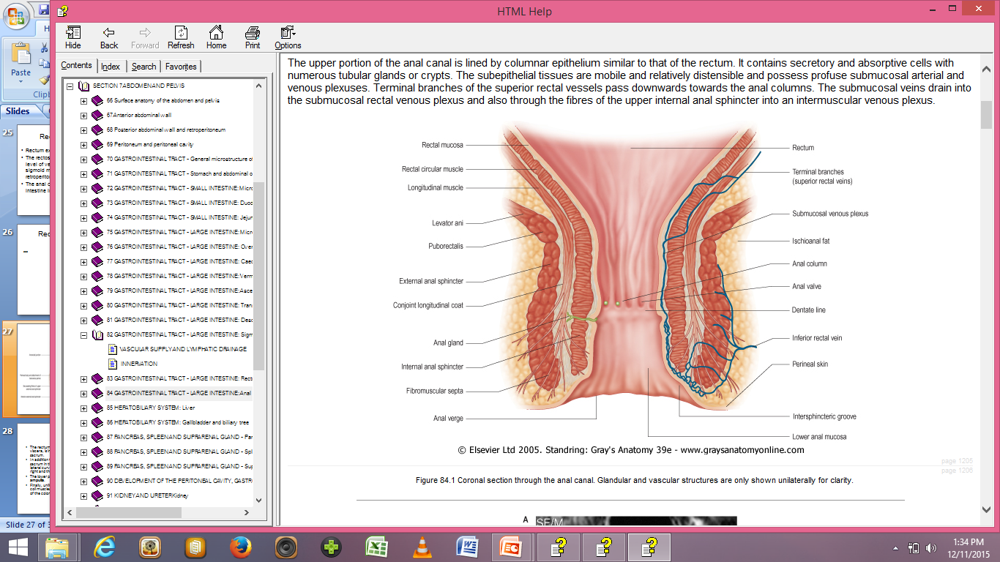 HTML Help
Hide
Back
Forward
Refresh
Home
Print
Options
Paste
Slides
25
26
27
28
Slide 27 of
Contents
Index
Search
Favorites
SECTION 7ABDOMEN AND PELVIS
66 Surface anatomy of the abdomen and pelvis
67Anterior abdominal wall
68 Posterior abdominal wall and retroperitoneum
69 Peritoneum and peritoneal cavity
70 GASTROINTESTINAL TRACT - General microstructure of
71 GASTROINTESTINAL TRACT - Stomach and abdominal o
72 GASTROINTESTINAL TRACT - SMALL INTESTINE: Micro
73 GASTROINTESTINAL TRACT - SMALL INTESTINE: Duod
74 GASTROINTESTINAL TRACT - SMALL INTESTINE: Jejun
75 GASTROINTESTINAL TRACT - LARGE INTESTINE: Micr
76 GASTROINTESTINAL TRACT - LARGE INTESTINE: Over
77 GASTROINTESTINAL TRACT - LARGE INTESTINE: Caec
78 GASTROINTESTINAL TRACT - LARGE INTESTINE:Verm
79 GASTROINTESTINAL TRACT - LARGE INTESTINE:Asce
80 GASTROINTESTINAL TRACT - LARGE INTESTINE: Tran
81 GASTROINTESTINAL TRACT - LARGE INTESTINE: Desc
82 GASTROINTESTINAL TRACT - LARGE INTESTINE: Sigm
VASCULAR SUPPLY AND LYMPHATIC DRAINAGE
INNERVATION
83 GASTROINTESTINAL TRACT - LARGE INTESTINE: Rect
84 GASTROINTESTINAL TRACT - LARGE INTESTINE:Anal
85 HEPATOBILIARY SYSTEM: Liver
86 HEPATOBILIARY SYSTEM: Gallbladder and biliary tree
87 PANCREAS, SPLEEN AND SUPRARENAL GLAND - Pan
88 PANCREAS, SPLEEN AND SUPRARENAL GLAND - Sple
89 PANCREAS, SPLEEN AND SUPRARENAL GLAND - Sup
90 DEVELOPMENT OF THE PERITONEAL CAVITY, GASTR
91 KIDNEY AND URETERKidney
The upper portion of the anal canal is lined by columnar epithelium similar to that of the rectum. It contains secretory and absorptive cells with
numerous tubular glands or crypts. The subepithelial tissues are mobile and relatively distensible and possess profuse submucosal arterial and
venous plexuses. Terminal branches of the superior rectal vessels pass downwards towards the anal columns. The submucosal veins drain into
the submucosal rectal venous plexus and also through the fibres of the upper internal anal sphincter into an intermuscular venous plexus.
Rectal mucosa
Rectal circular muscle
Longitudinal muscle
Levator ani
Puborectalis
External anal sphincter
Conjoint longitudinal coat
Anal gland
Internal anal sphincter
Fibromuscular septa
Anal verge
Rectum
Terminal branches
(superior rectal veins)
Submucosal venous plexus
Ischioanal fat
Anal column
Anal valve
Dentate line
Inferior rectal vein
Perineal skin
Intersphincteric groove
Lower anal mucosa
© Elsevier Ltd 2005. Standring: Gray's Anatomy 39e - www.graysanatomyonline.com
page 1205
page 1206
Figure 84.1 Coronal section through the anal canal. Glandular and vascular structures are only shown unilaterally for clarity.
A
SE/M
1:34 PM
12/11/2015